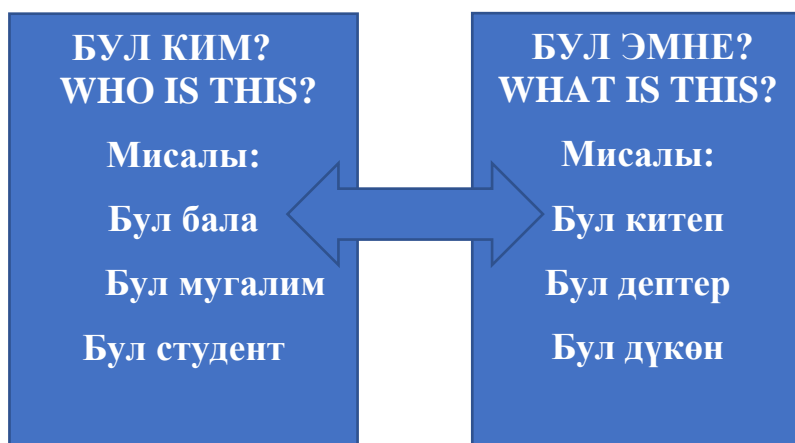 БУЛ КИМ?
WHO IS THIS?
Мисалы:
Бул бала
Бул мугалим
Бул студент
БУЛ ЭМНЕ?
WHAT IS THIS?
Мисалы:
Бул китеп
Бул дептер
Бул дүкөн